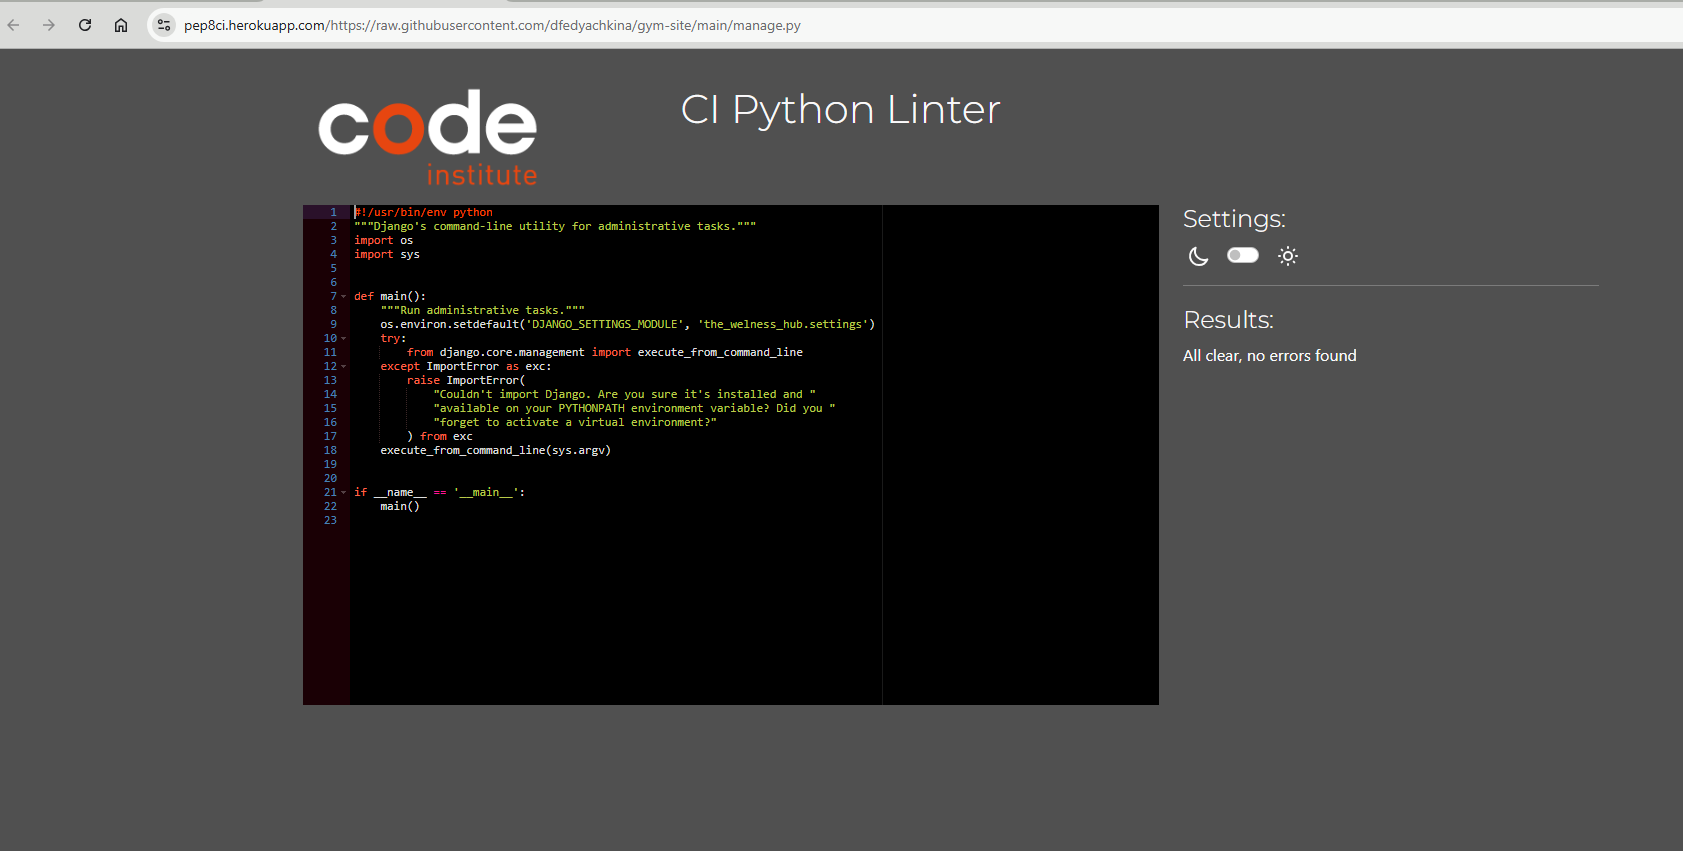 pep8ci.herokuapp.com/https://raw.githubusercontent.com/dfedyachkina/gym-site/main/manage.py
code
institute
CI Python Linter
1 #!/usr/bin/env python
2 """Django's command-line utility for administrative tasks."""
3 import os
4 import sys
5
6
7 def main():
8     """Run administrative tasks."""
9     os.environ.setdefault('DJANGO_SETTINGS_MODULE', 'the_welness_hub.settings')
10     try:
11         from django.core.management import execute_from_command_line
12     except ImportError as exc:
13         raise ImportError(
14             "Couldn't import Django. Are you sure it's installed and "
15             "available on your PYTHONPATH environment variable? Did you "
16             "forget to activate a virtual environment?"
17         ) from exc
18     execute_from_command_line(sys.argv)
19
20
21 if __name__ == '__main__':
22     main()
23
Settings:
Results:
All clear, no errors found